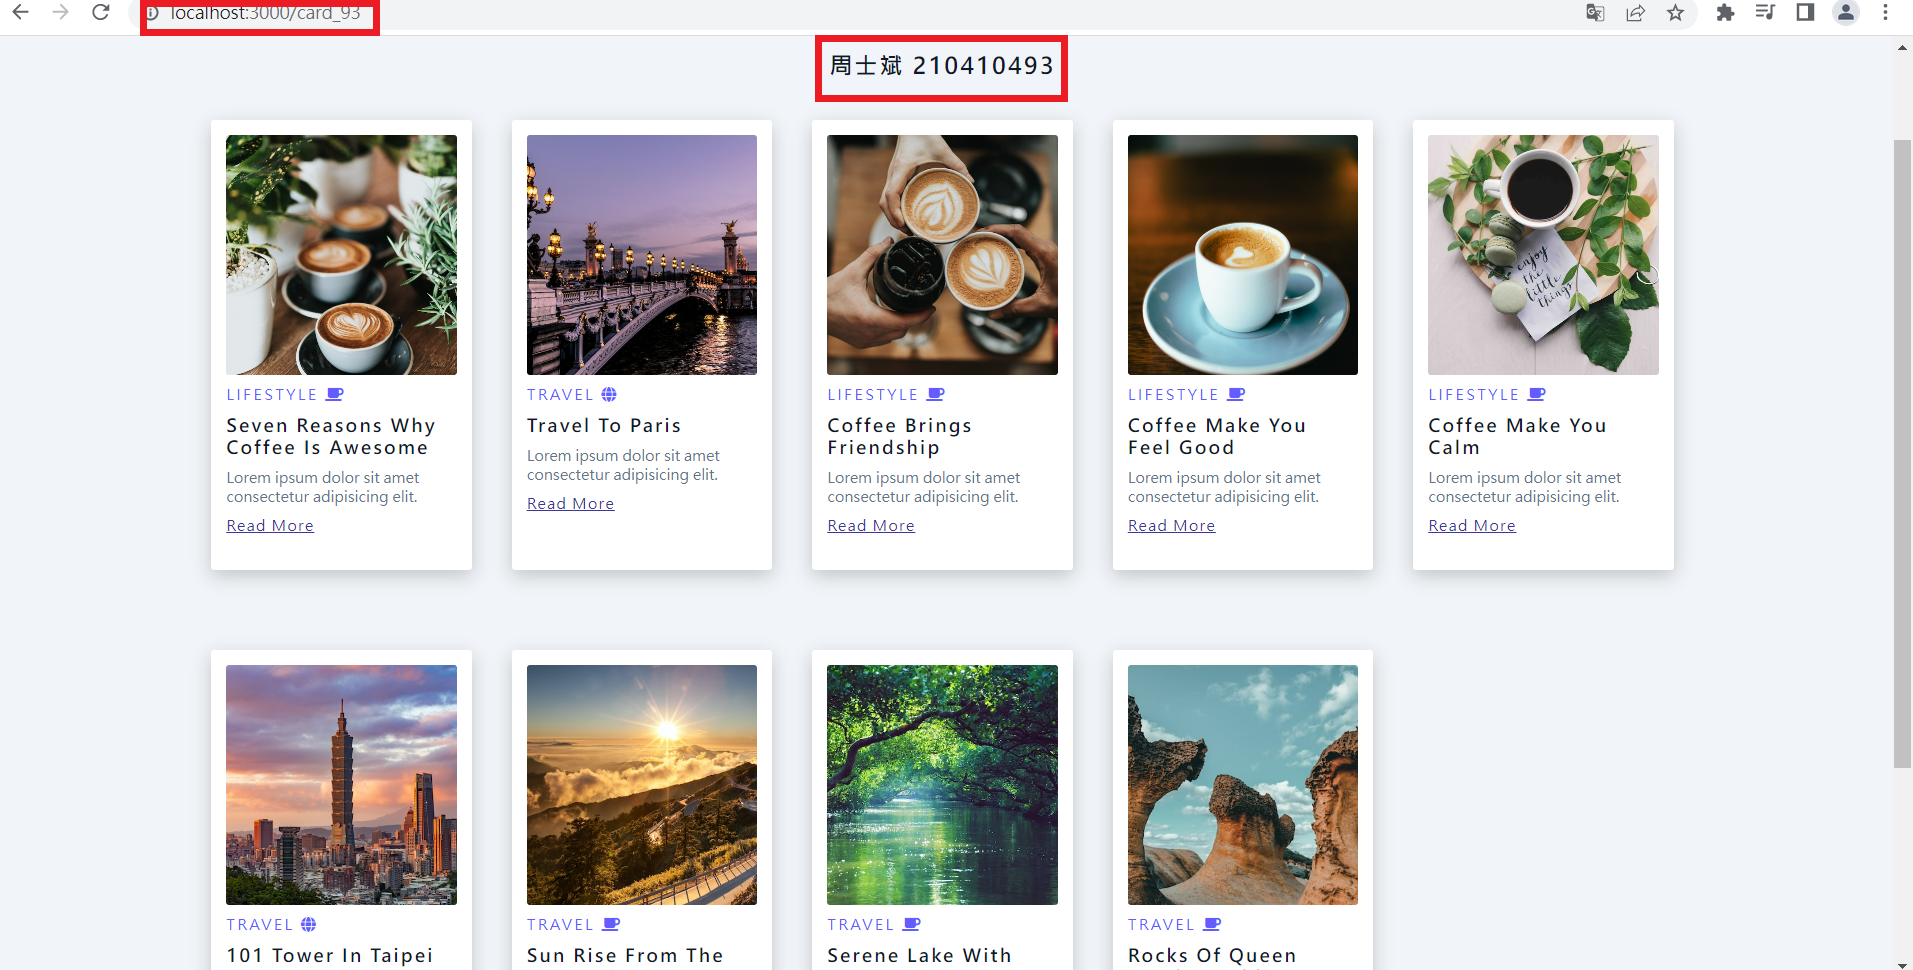 localhost:3000/card_93
周士斌 210410493
LIFESTYLE
Seven Reasons Why
Coffee Is Awesome
Lorem ipsum dolor sit amet
consectetur adipisicing elit.
Read More
TRAVEL
Travel To Paris
Lorem ipsum dolor sit amet
consectetur adipisicing elit.
Read More
LIFESTYLE
Coffee Brings
Friendship
Lorem ipsum dolor sit amet
consectetur adipisicing elit.
Read More
LIFESTYLE
Coffee Make You
Feel Good
Lorem ipsum dolor sit amet
consectetur adipisicing elit.
Read More
enjoy
the
little
things
LIFESTYLE
Coffee Make You
Calm
Lorem ipsum dolor sit amet
consectetur adipisicing elit.
Read More
TRAVEL
101 Tower In Taipei
TRAVEL
Sun Rise From The
TRAVEL
Serene Lake With
TRAVEL
Rocks Of Queen